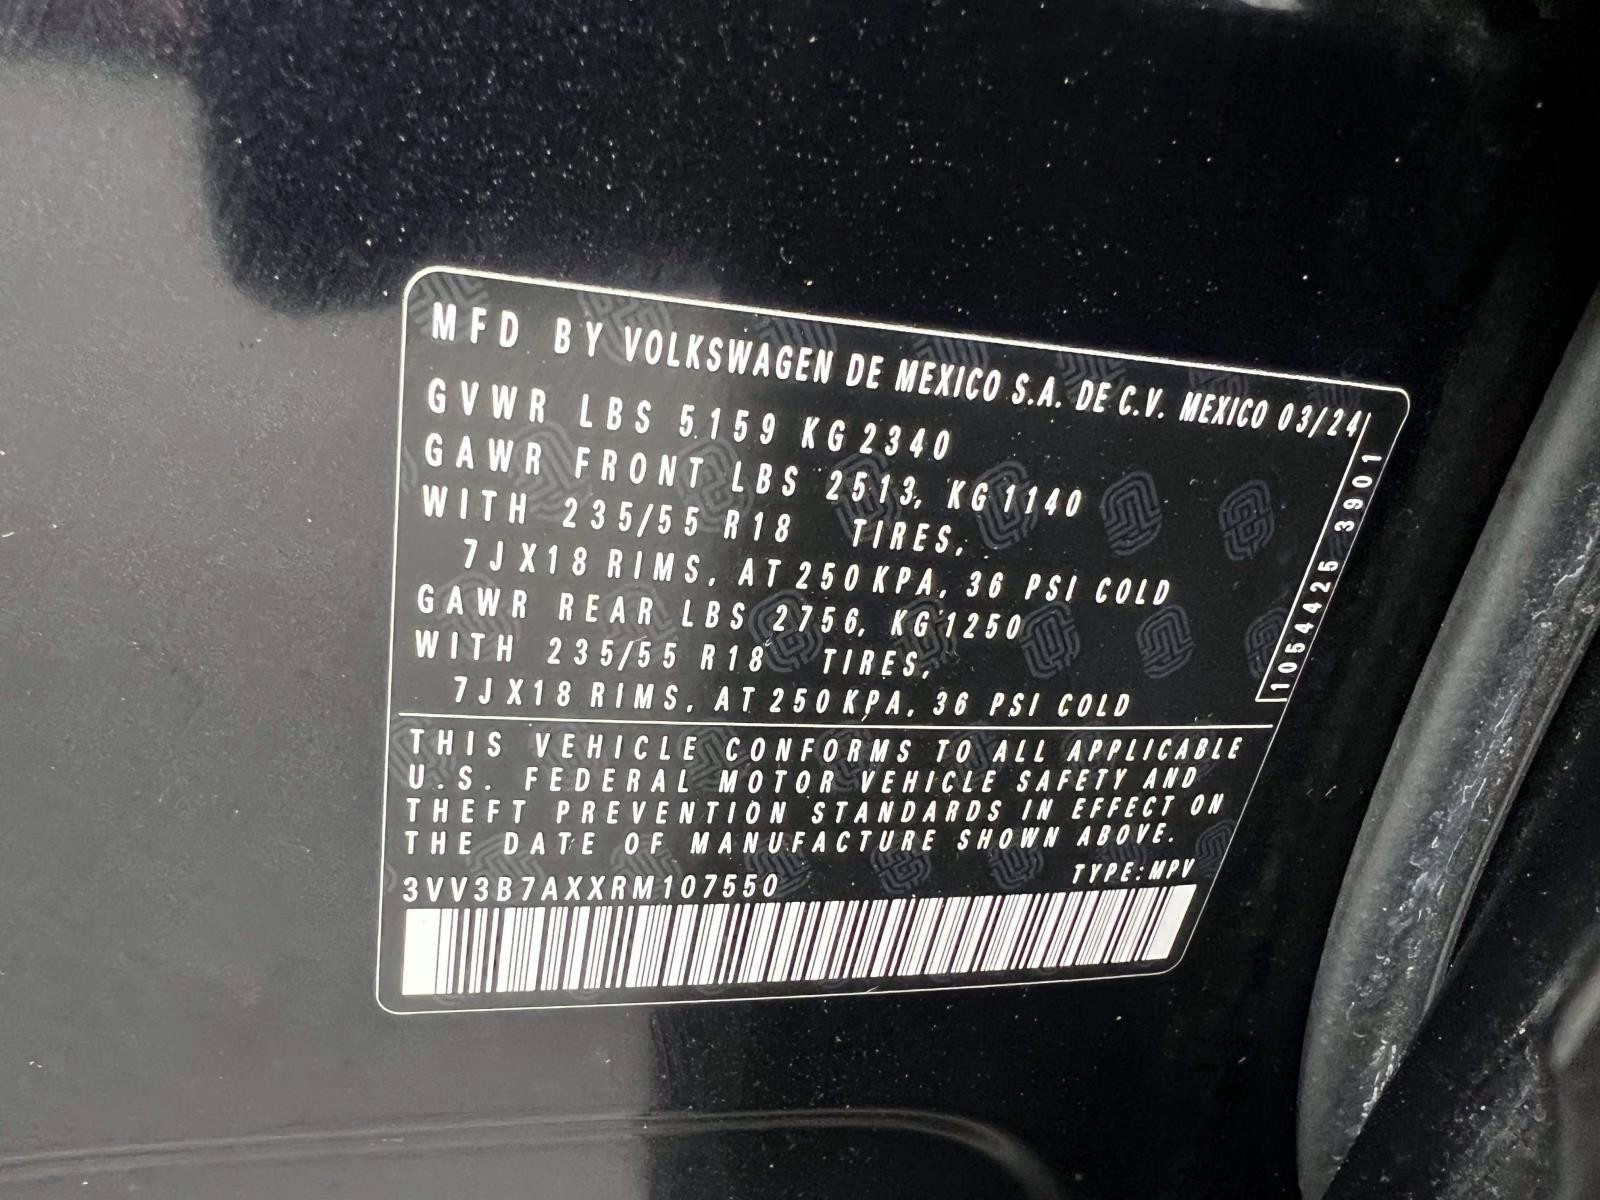 MFD BY VOLKSWAGEN DE MEXICO S.A. DE C.V. MEXICO 03/24
GVWR LBS 5159 KG 2340
GAWR FRONT LBS 2513, KG 1140
WITH 235/55 R18 TIRES,
7J X18 RIMS, AT 250 KPA, 36 PSI COLD
GAWR REAR LBS 2756, KG 1250
WITH 235/55 R18 TIRES,
7J X18 RIMS, AT 250 KPA, 36 PSI COLD
1054425 3901
THIS VEHICLE CONFORMS TO ALL APPLICABLE
U.S. FEDERAL MOTOR VEHICLE SAFETY AND
THEFT PREVENTION STANDARDS IN EFFECT ON
THE DATE OF MANUFACTURE SHOWN ABOVE.
3VV3B7AXXRM107550 TYPE: MPV